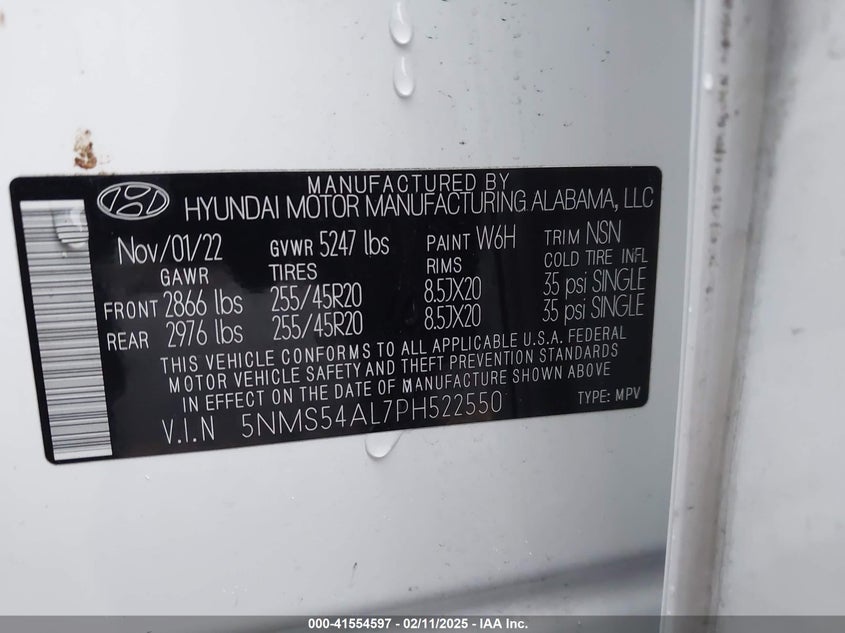 MANUFACTURED BY
HYUNDAI MOTOR MANUFACTURING ALABAMA, LLC
Nov/01/22 GVWR 5247 lbs PAINT W6H TRIM NSN
GAWR TIRES RIMS COLD TIRE INFL
FRONT 2866 lbs 255/45R20 8.5JX20 35 psi SINGLE
REAR 2976 lbs 255/45R20 8.5JX20 35 psi SINGLE
THIS VEHICLE CONFORMS TO ALL APPLICABLE U.S.A. FEDERAL
MOTOR VEHICLE SAFETY AND THEFT PREVENTION STANDARDS
IN EFFECT ON THE DATE OF MANUFACTURE SHOWN ABOVE
V.I.N 5NMS54AL7PH522550 TYPE: MPV
000-41554597 - 02/11/2025 - IAA Inc.